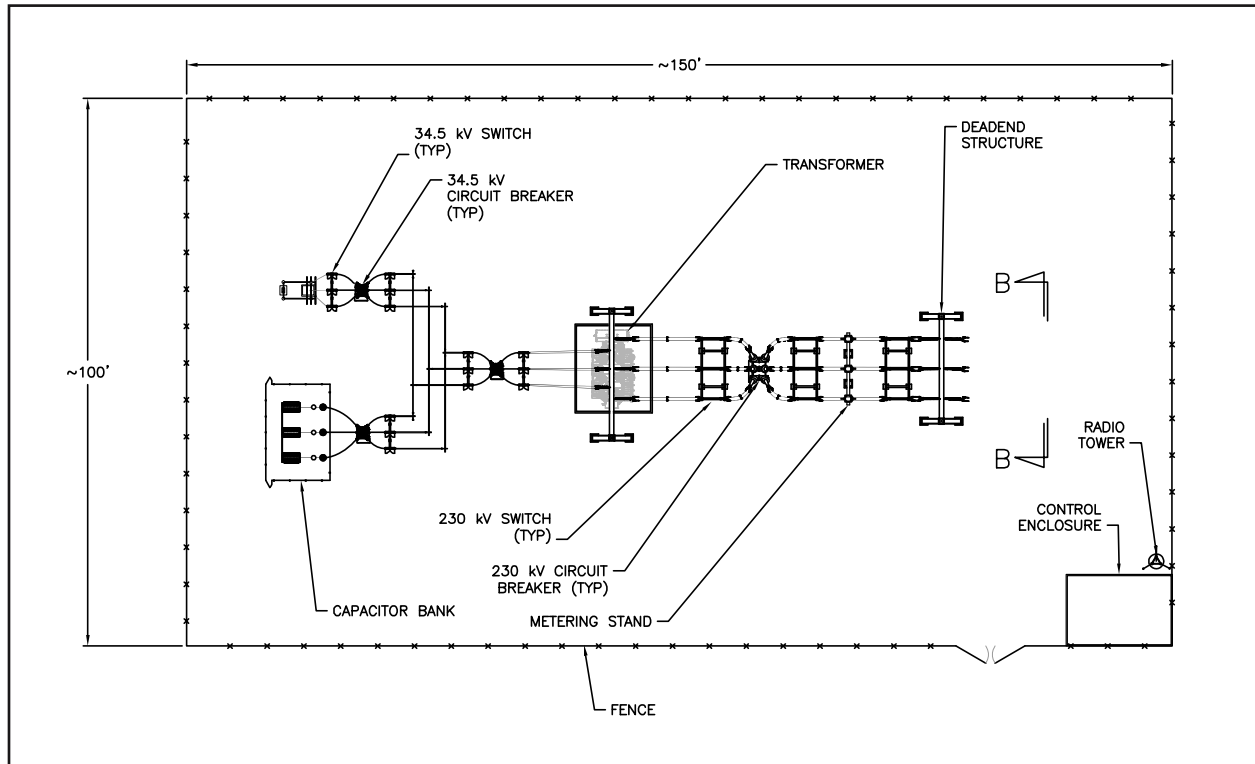 ~150'
34.5 kV SWITCH
(TYP)
34.5 kV
CIRCUIT BREAKER
(TYP)
TRANSFORMER
DEADEND
STRUCTURE
~100'
B
B
RADIO
TOWER
CONTROL
ENCLOSURE
230 kV SWITCH
(TYP)
230 kV CIRCUIT
BREAKER (TYP)
METERING STAND
CAPACITOR BANK
FENCE